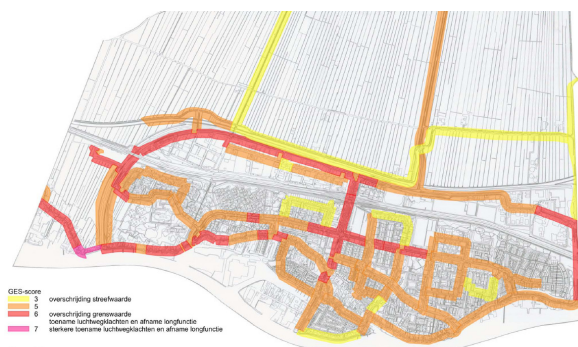 GES-score
3 overschrijding streefwaarde
5
6 overschrijding grenswaarde
toename luchtwegklachten en afname longfunctie
7 sterkere toename luchtwegklachten en afname longfunctie